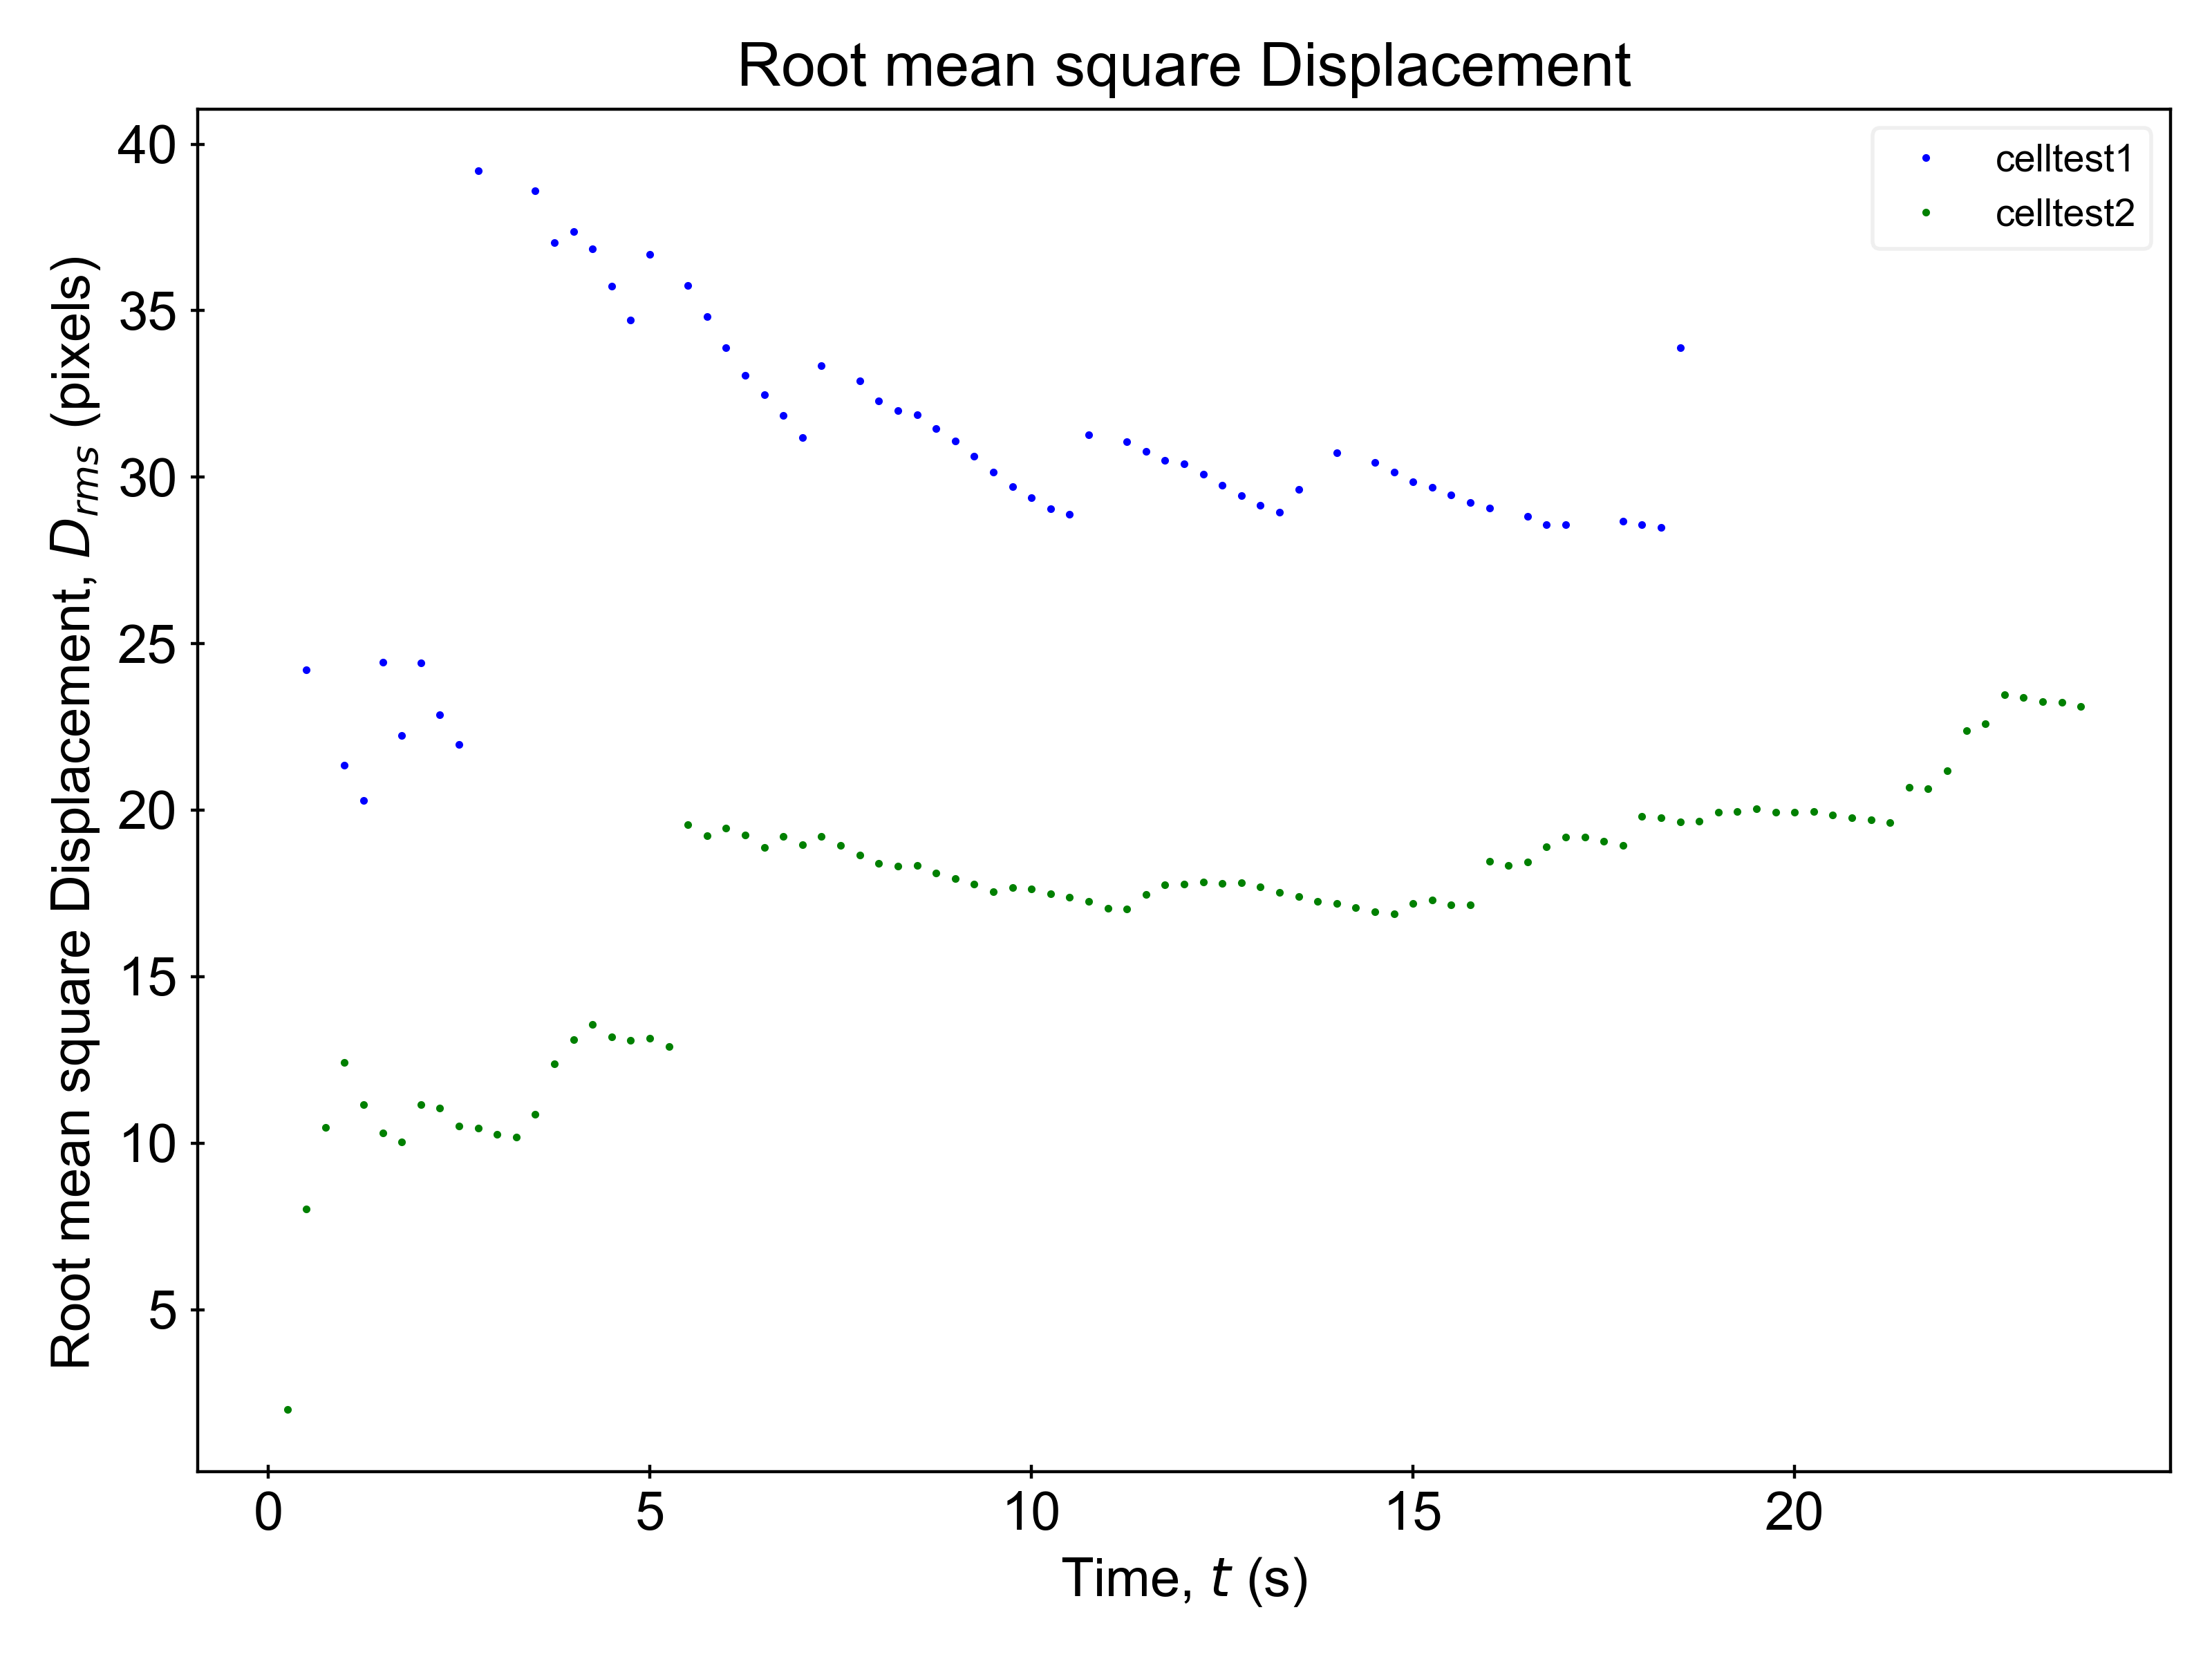 Root mean square Displacement
celltest1
celltest2
Root mean square Displacement, D_rms (pixels)
40
35
30
25
20
15
10
5
0 5 10 15 20
Time, t (s)